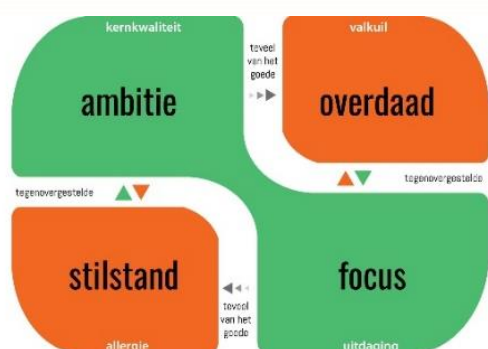 kernkwaliteit
teveel
van het
goede
valkuil
ambitie
overdaad
tegenovergestelde
tegenovergestelde
stilstand
focus
teveel
van het
goede
allergie
uitdaging